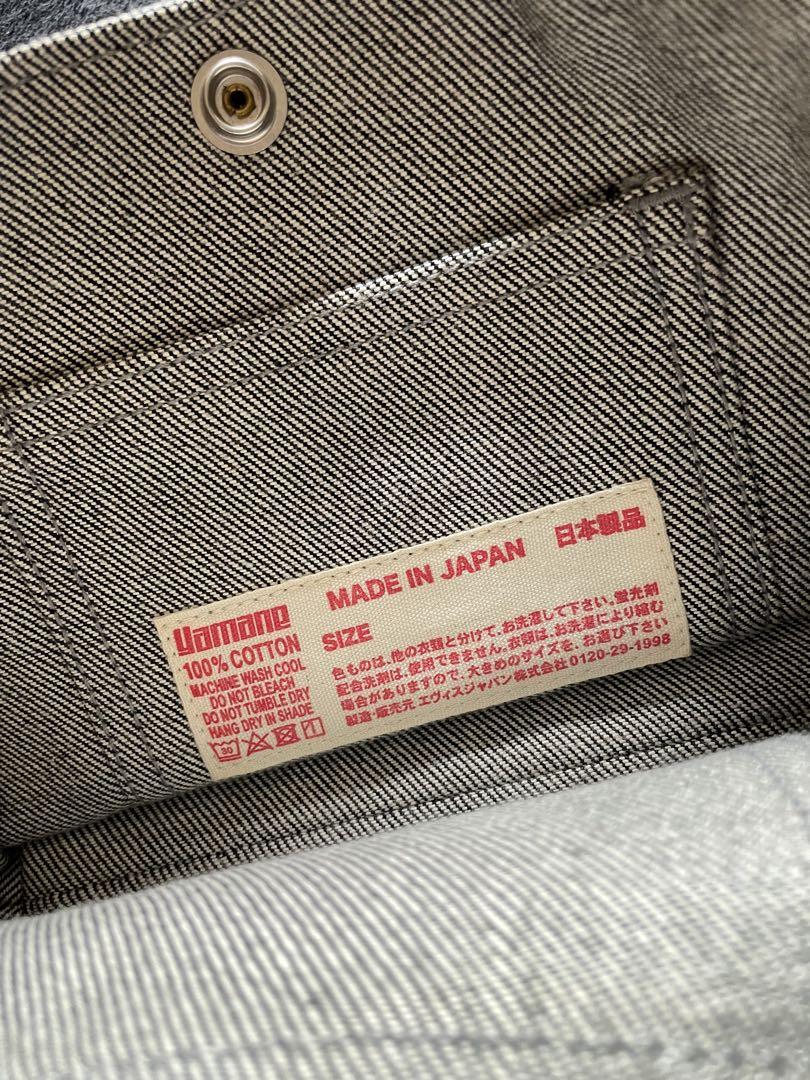 MADE IN JAPAN 日本製品
yamane
100% COTTON
MACHINE WASH COOL
DO NOT BLEACH
DO NOT TUMBLE DRY
HANG DRY IN SHADE
30
SIZE
色ものは、他の衣類と分けて、お洗濯して下さい。蛍光剤
配合洗剤は、使用できません。衣類は、お洗濯により縮む
場合がありますので、大きめのサイズを、お選び下さい
製造・販売元 エヴィスジャパン株式会社 0120-29-1998